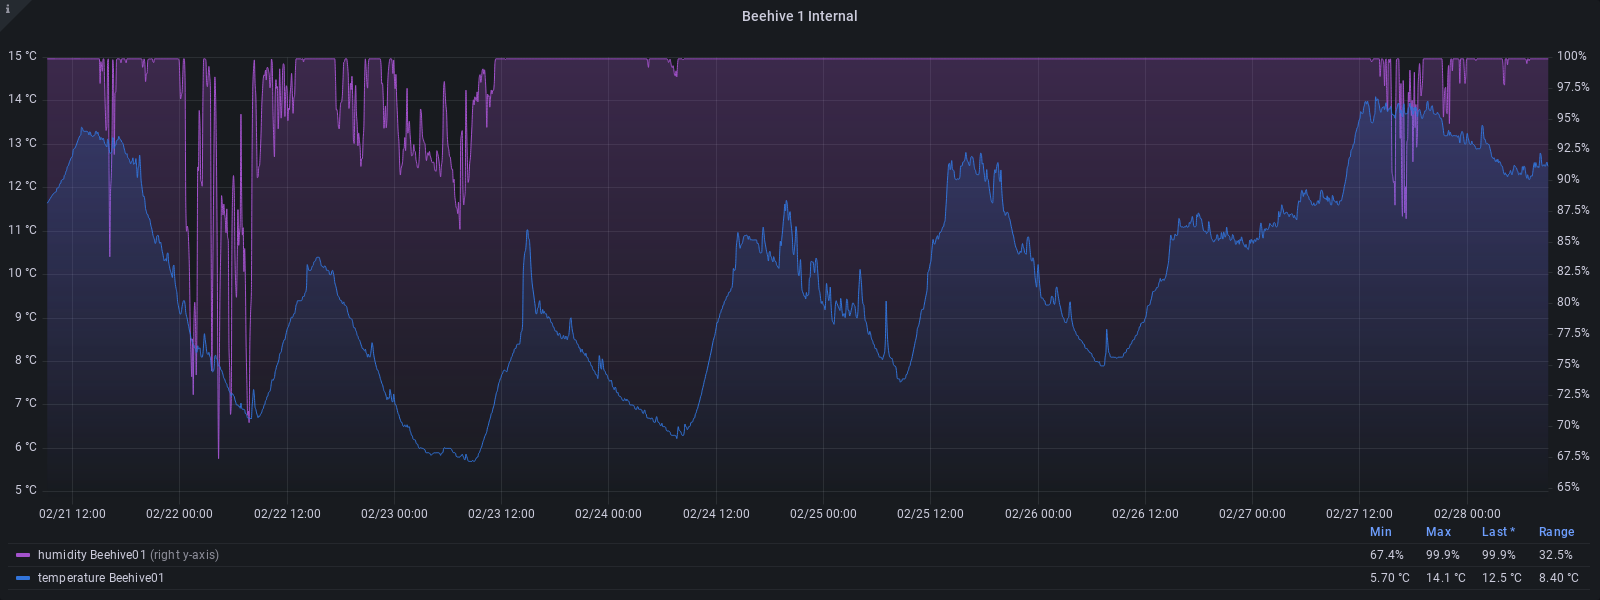 i
Beehive 1 Internal
15 °C 100%
14 °C 97.5%
13 °C 95%
12 °C 92.5%
11 °C 90%
10 °C 87.5%
9 °C 85%
8 °C 82.5%
7 °C 80%
6 °C 77.5%
5 °C 75%
72.5%
70%
67.5%
65%
02/21 12:00 02/22 00:00 02/22 12:00 02/23 00:00 02/23 12:00 02/24 00:00 02/24 12:00 02/25 00:00 02/25 12:00 02/26 00:00 02/26 12:00 02/27 00:00 02/27 12:00 02/28 00:00
Min Max Last * Range
humidity Beehive01 (right y-axis) 67.4% 99.9% 99.9% 32.5%
temperature Beehive01 5.70 °C 14.1 °C 12.5 °C 8.40 °C